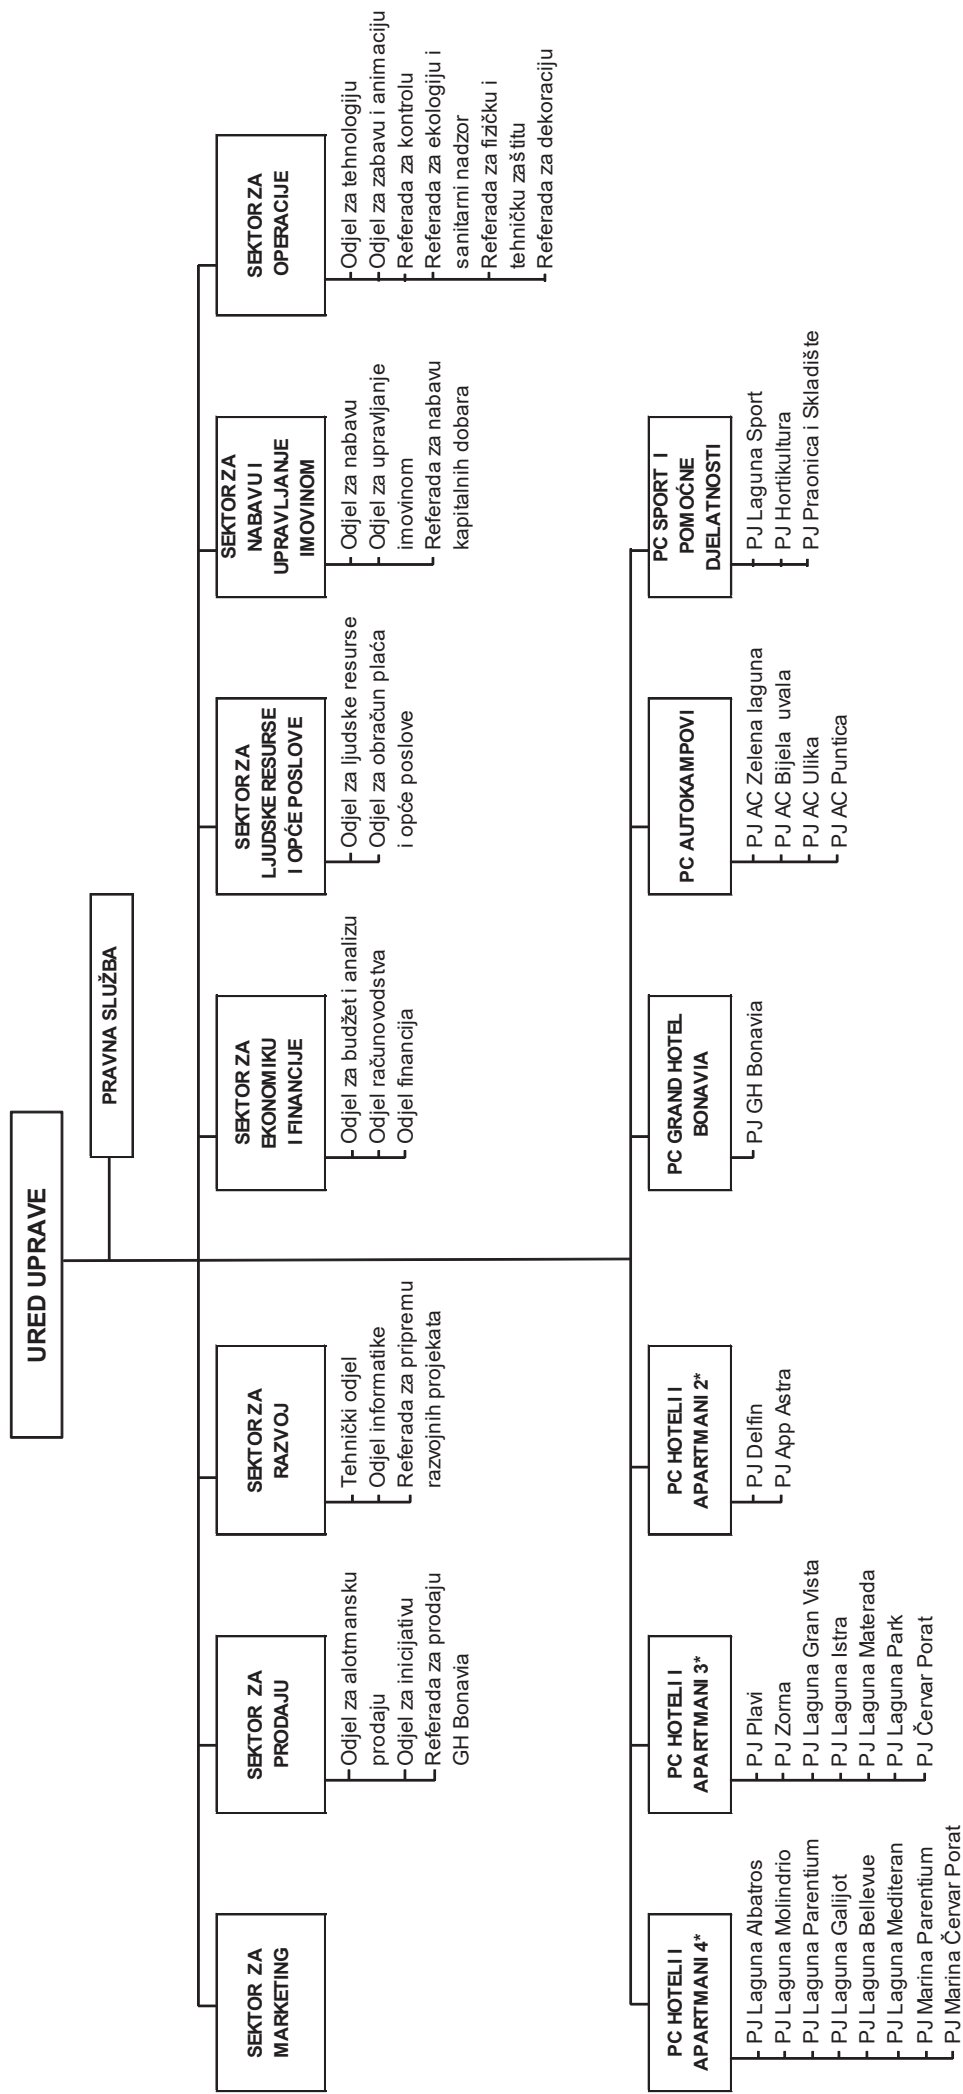 URED UPRAVE
PRAVNA SLUŽBA
SEKTOR ZA
MARKETING
SEKTOR ZA
PRODAJU
Odjel za alotmansku
prodaju
Odjel za inicijativu
Referada za prodaju
GH Bonavia
SEKTOR ZA
RAZVOJ
Tehnički odjel
Odjel informatike
Referada za pripremu
razvojnih projekata
SEKTOR ZA
EKONOMIKU
I FINANCIJE
Odjel za budžet i analizu
Odjel računovodstva
Odjel financija
SEKTOR ZA
LJUDSKE RESURSE
I OPĆE POSLOVE
Odjel za ljudske resurse
Odjel za obračun plaća
i opće poslove
SEKTOR ZA
NABAVU I
UPRAVLJANJE
IMOVINOM
Odjel za nabavu
Odjel za upravljanje
imovinom
Referada za nabavu
kapitalnih dobara
SEKTOR ZA
OPERACIJE
Odjel za tehnologiju
Odjel za zabavu i animaciju
Referada za kontrolu
Referada za ekologiju i
sanitarni nadzor
Referada za fizičku i
tehničku zaštitu
Referada za dekoraciju
PC HOTELI I
APARTMANI 4*
PJ Laguna Albatros
PJ Laguna Molindrio
PJ Laguna Parentium
PJ Laguna Galijot
PJ Laguna Bellevue
PJ Laguna Mediteran
PJ Marina Parentium
PJ Marina Červar Porat
PC HOTELI I
APARTMANI 3*
PJ Plavi
PJ Zorna
PJ Laguna Gran Vista
PJ Laguna Istra
PJ Laguna Materada
PJ Laguna Park
PJ Červar Porat
PC HOTELI I
APARTMANI 2*
PJ Delfin
PJ App Astra
PC GRAND HOTEL
BONAVIA
PJ GH Bonavia
PC AUTOKAMPOVI
PJ AC Zelena laguna
PJ AC Bijela uvala
PJ AC Ulika
PJ AC Puntica
PC SPORT I
POMOĆNE
DJELATNOSTI
PJ Laguna Sport
PJ Hortikultura
PJ Praonica i Skladište